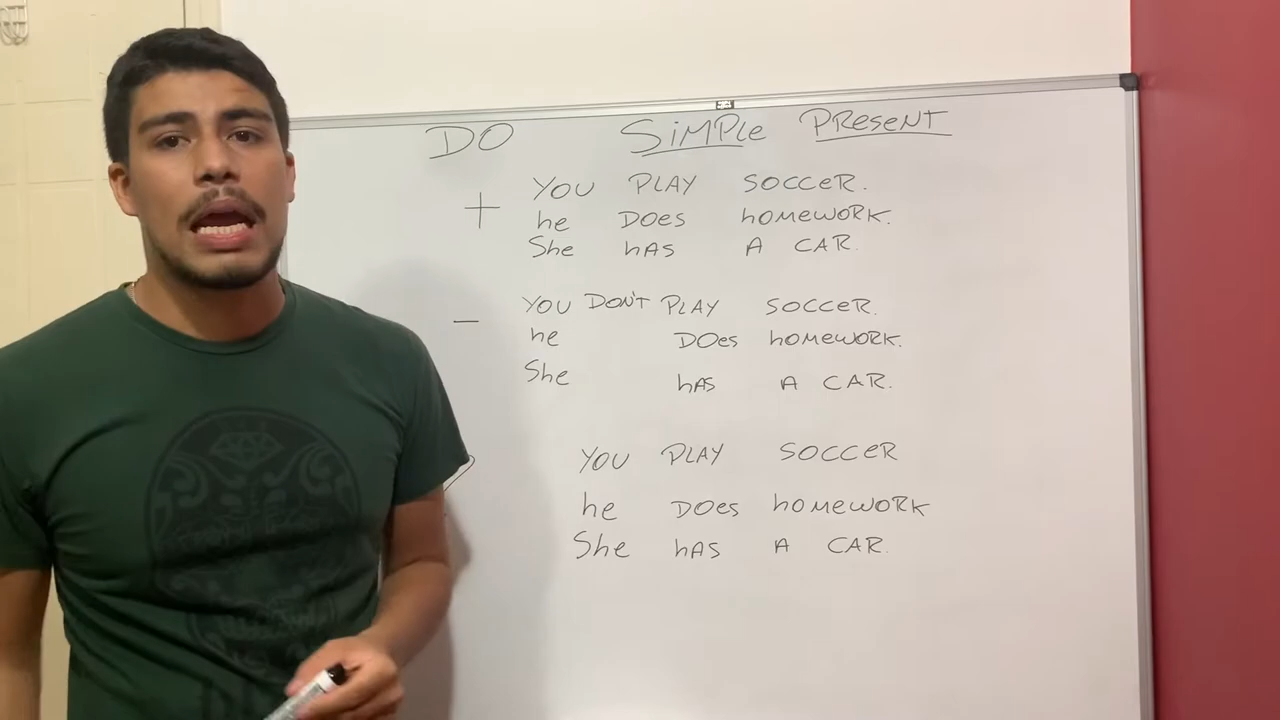 DO SiMPLe PReSeNT
+ YOU PLAY SOCCeR.
he DOeS hOMeWORK.
She hAS A CAR.
– YOU DON'T PLAY SOCCeR.
he DOes hOMeWORK.
She hAS A CAR.
YOU PLAY SOCCER
he DOes hOMeWORK
She hAS A CAR.